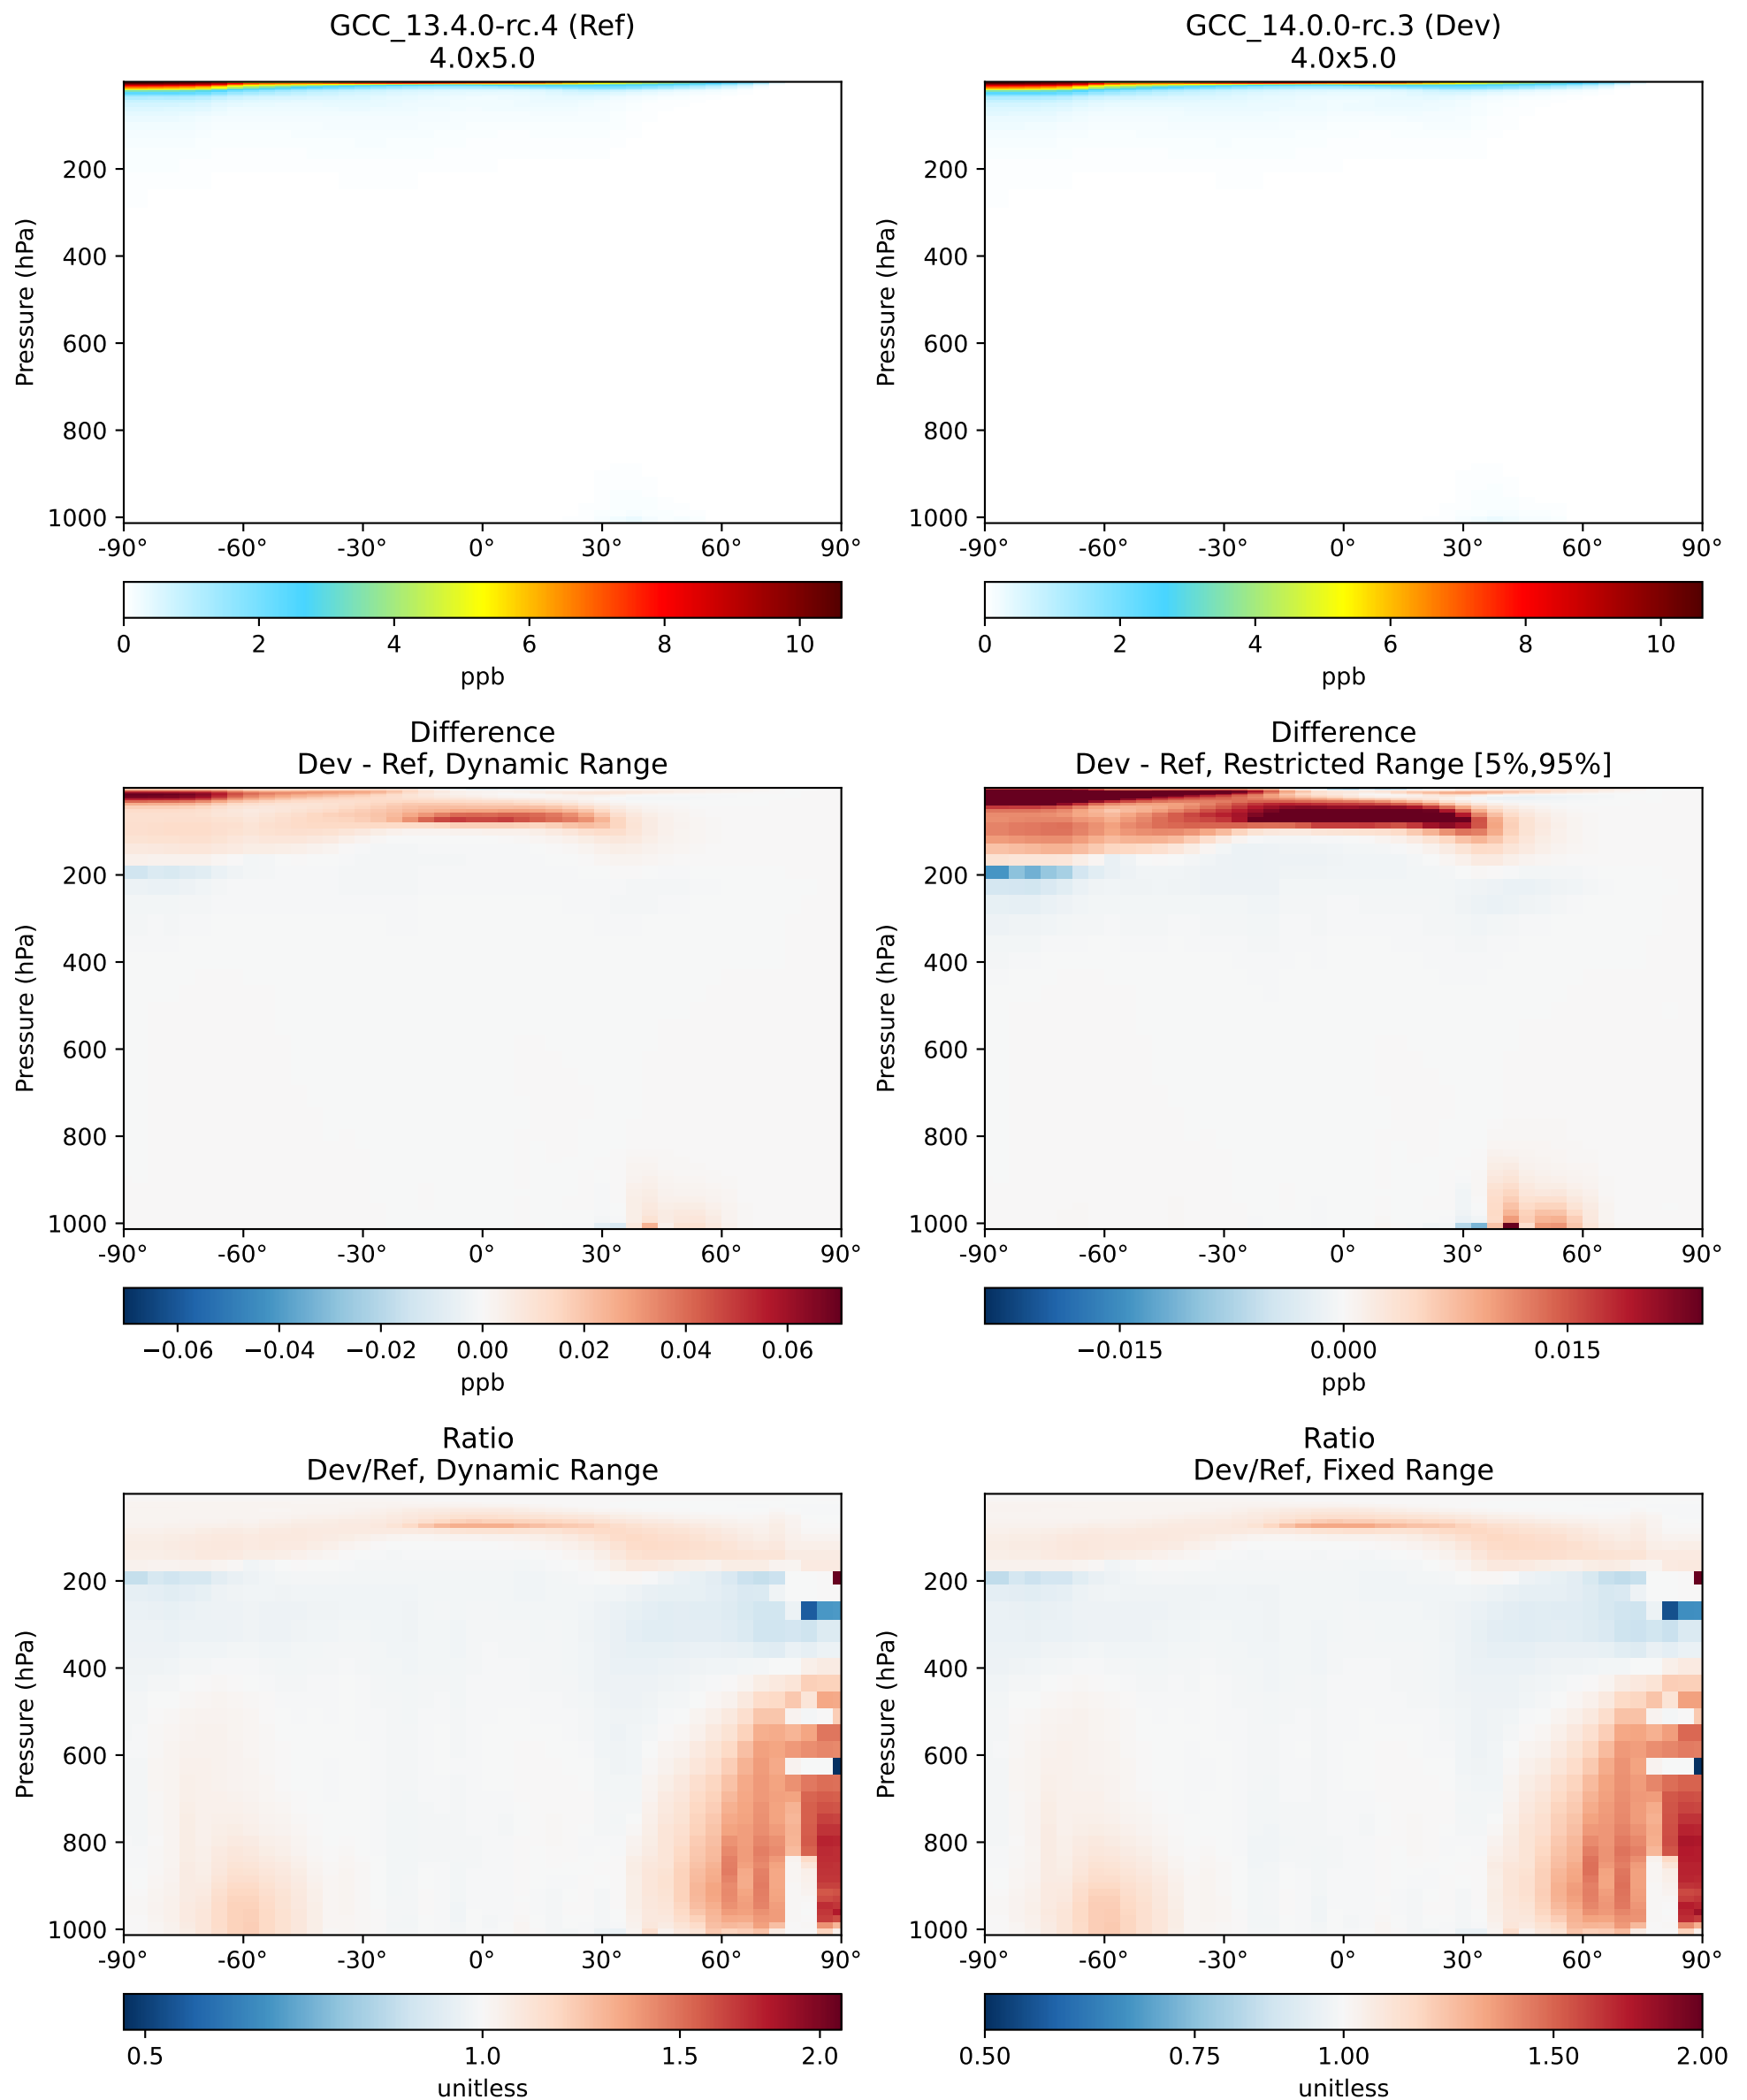 GCC_13.4.0-rc.4 (Ref)
4.0x5.0
Pressure (hPa)
200
400
600
800
1000
-90° -60° -30° 0° 30° 60° 90°
0 2 4 6 8 10
ppb
GCC_14.0.0-rc.3 (Dev)
4.0x5.0
Pressure (hPa)
200
400
600
800
1000
-90° -60° -30° 0° 30° 60° 90°
0 2 4 6 8 10
ppb
Difference
Dev - Ref, Dynamic Range
Pressure (hPa)
200
400
600
800
1000
-90° -60° -30° 0° 30° 60° 90°
−0.06 −0.04 −0.02 0.00 0.02 0.04 0.06
ppb
Difference
Dev - Ref, Restricted Range [5%,95%]
Pressure (hPa)
200
400
600
800
1000
-90° -60° -30° 0° 30° 60° 90°
−0.015 0.000 0.015
ppb
Ratio
Dev/Ref, Dynamic Range
Pressure (hPa)
200
400
600
800
1000
-90° -60° -30° 0° 30° 60° 90°
0.5 1.0 1.5 2.0
unitless
Ratio
Dev/Ref, Fixed Range
Pressure (hPa)
200
400
600
800
1000
-90° -60° -30° 0° 30° 60° 90°
0.50 0.75 1.00 1.50 2.00
unitless